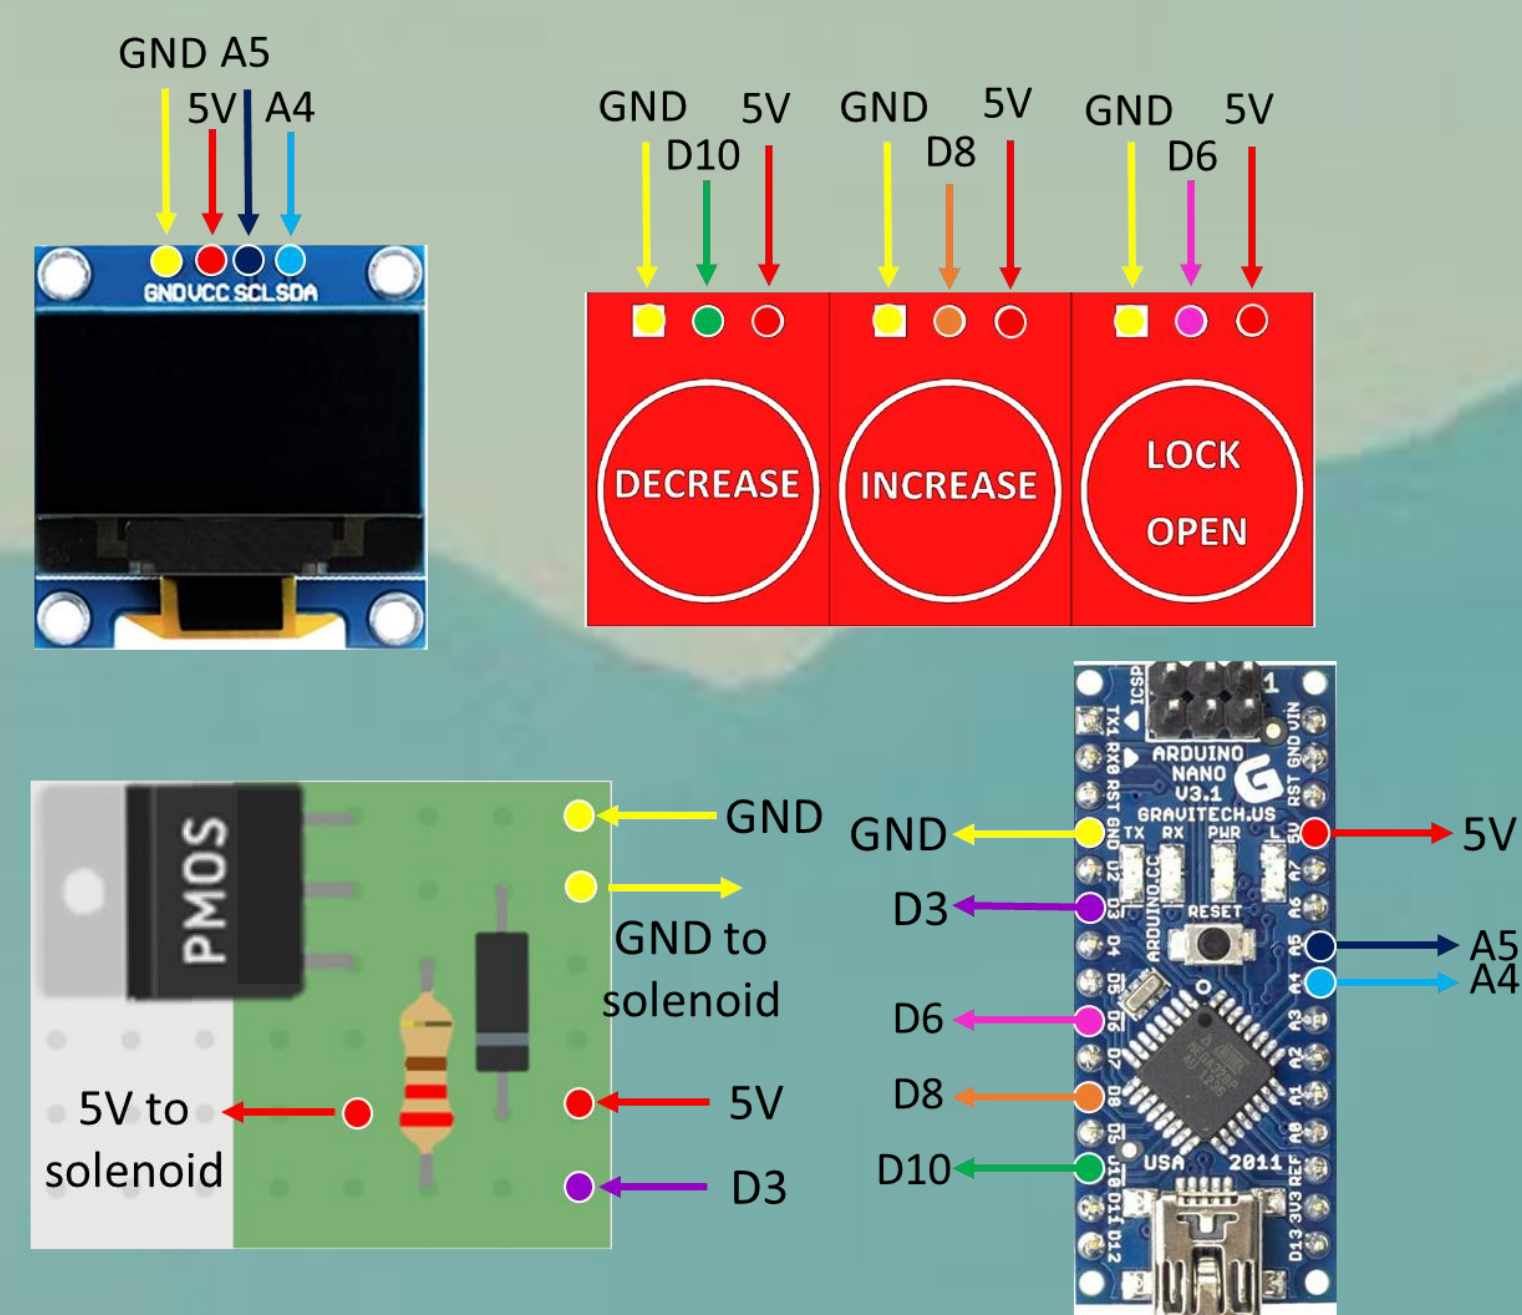 GND A5
5V A4
GNDVCC SCLSDA
GND 5V
D10
GND 5V
D8
GND 5V
D6
DECREASE
INCREASE
LOCK
OPEN
PMOS
GND
GND to
solenoid
5V to
solenoid
5V
D3
GND
D3
D6
D8
D10
5V
A5
A4
ICSP
1
TX1
RX0
RST
GND
D2
D3
D4
D5
D6
D7
D8
D9
D10
D11
D12
VIN
GND
RST
5V
A7
A6
A5
A4
A3
A2
A1
A0
REF
3V3
D13
ARDUINO
NANO
V3.1
GRAVITECH.US
TX RX PWR L
ARDUINO.CC
RESET
USA 2011